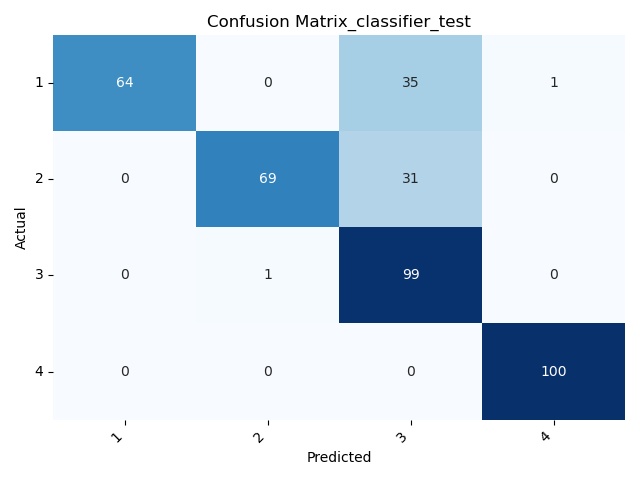 Confusion Matrix_classifier_test
Actual
1 64 0 35 1
2 0 69 31 0
3 0 1 99 0
4 0 0 0 100
1 2 3 4
Predicted